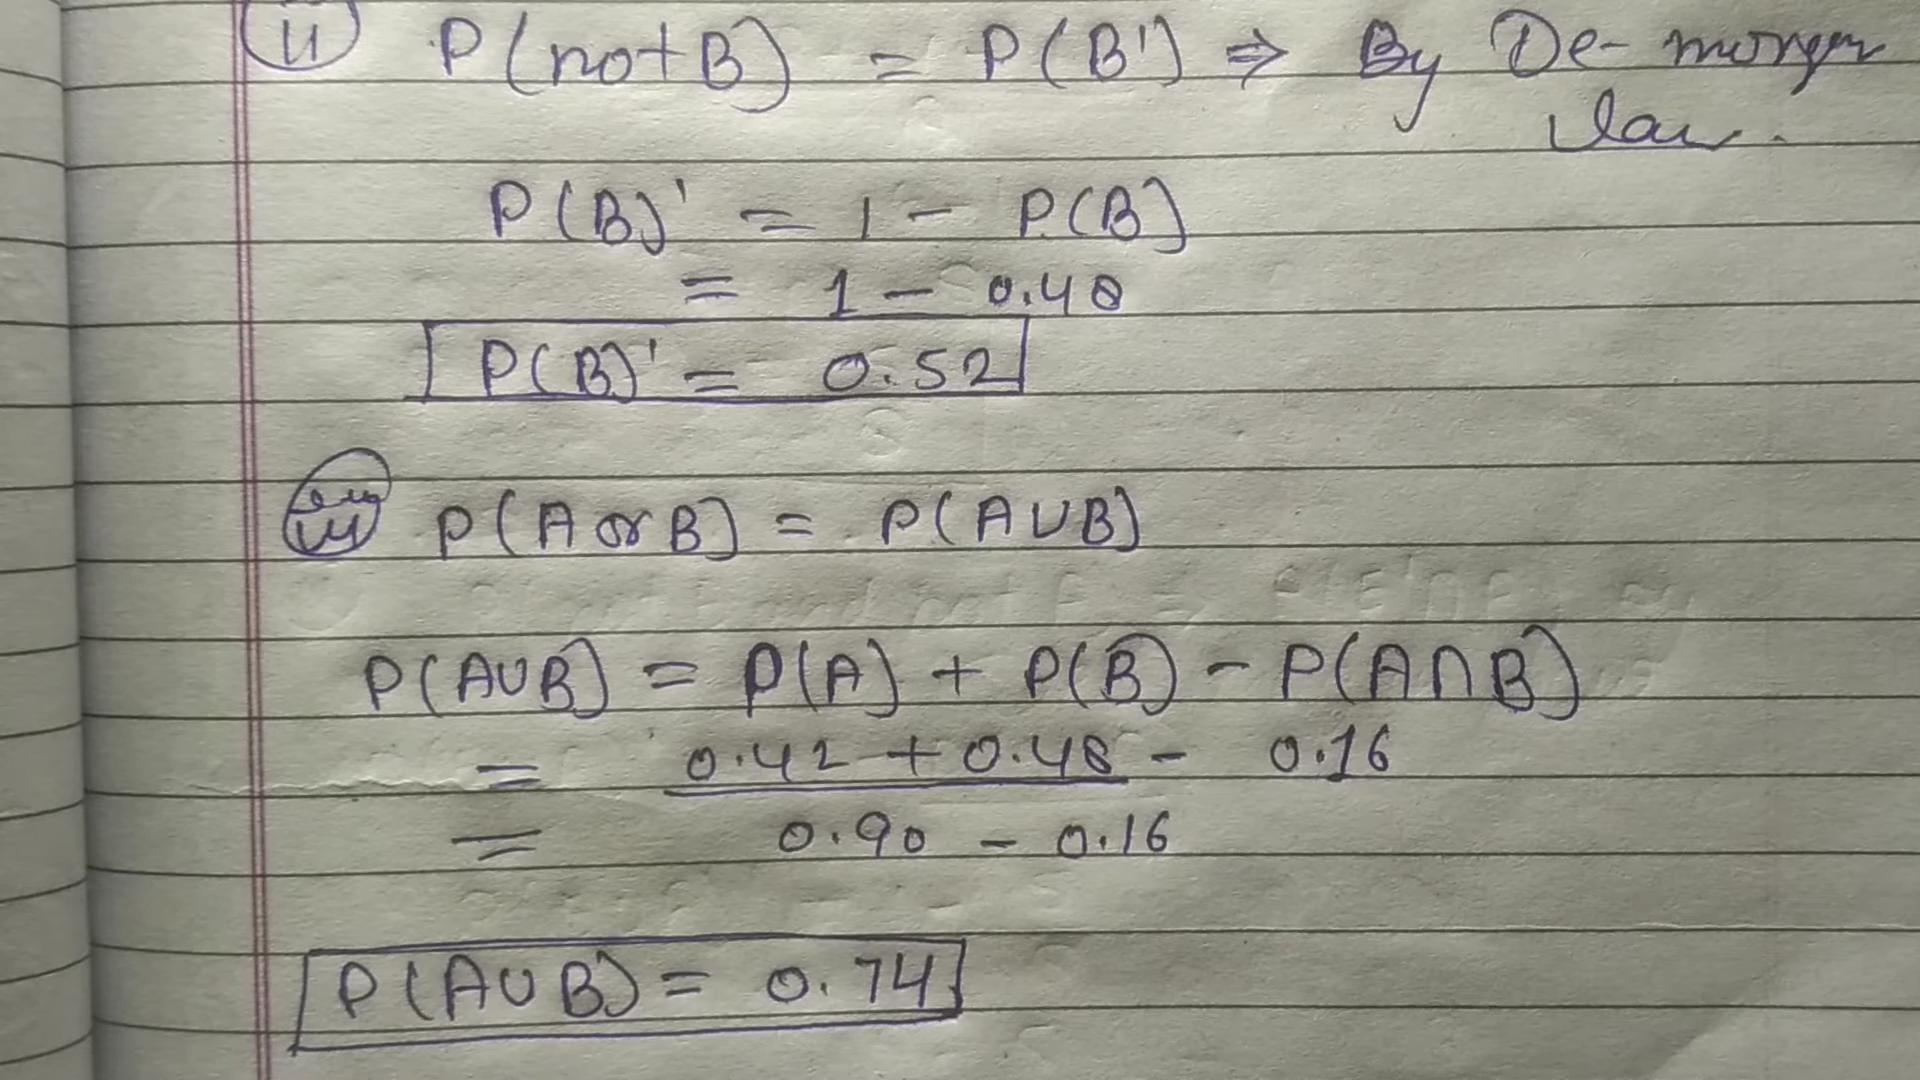 ii P(not B) = P(B') ⇒ By De-morgan
law.
P(B)' = 1 - P(B)
= 1 - 0.48
P(B)' = 0.52
P(A or B) = P(A∪B)
P(A∪B) = P(A) + P(B) - P(A∩B)
= 0.42 + 0.48 - 0.16
= 0.90 - 0.16
P(A∪B) = 0.74